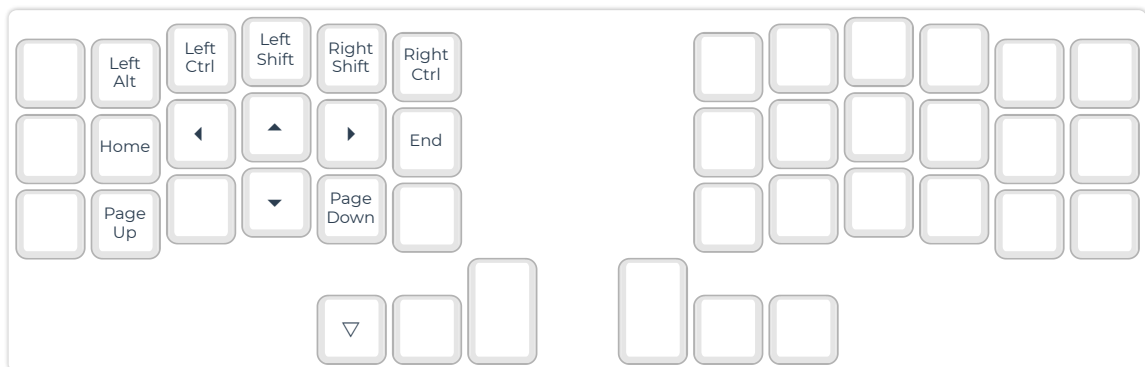 Left
Alt
Left
Ctrl
Left
Shift
Right
Shift
Right
Ctrl
Home
End
Page
Up
Page
Down